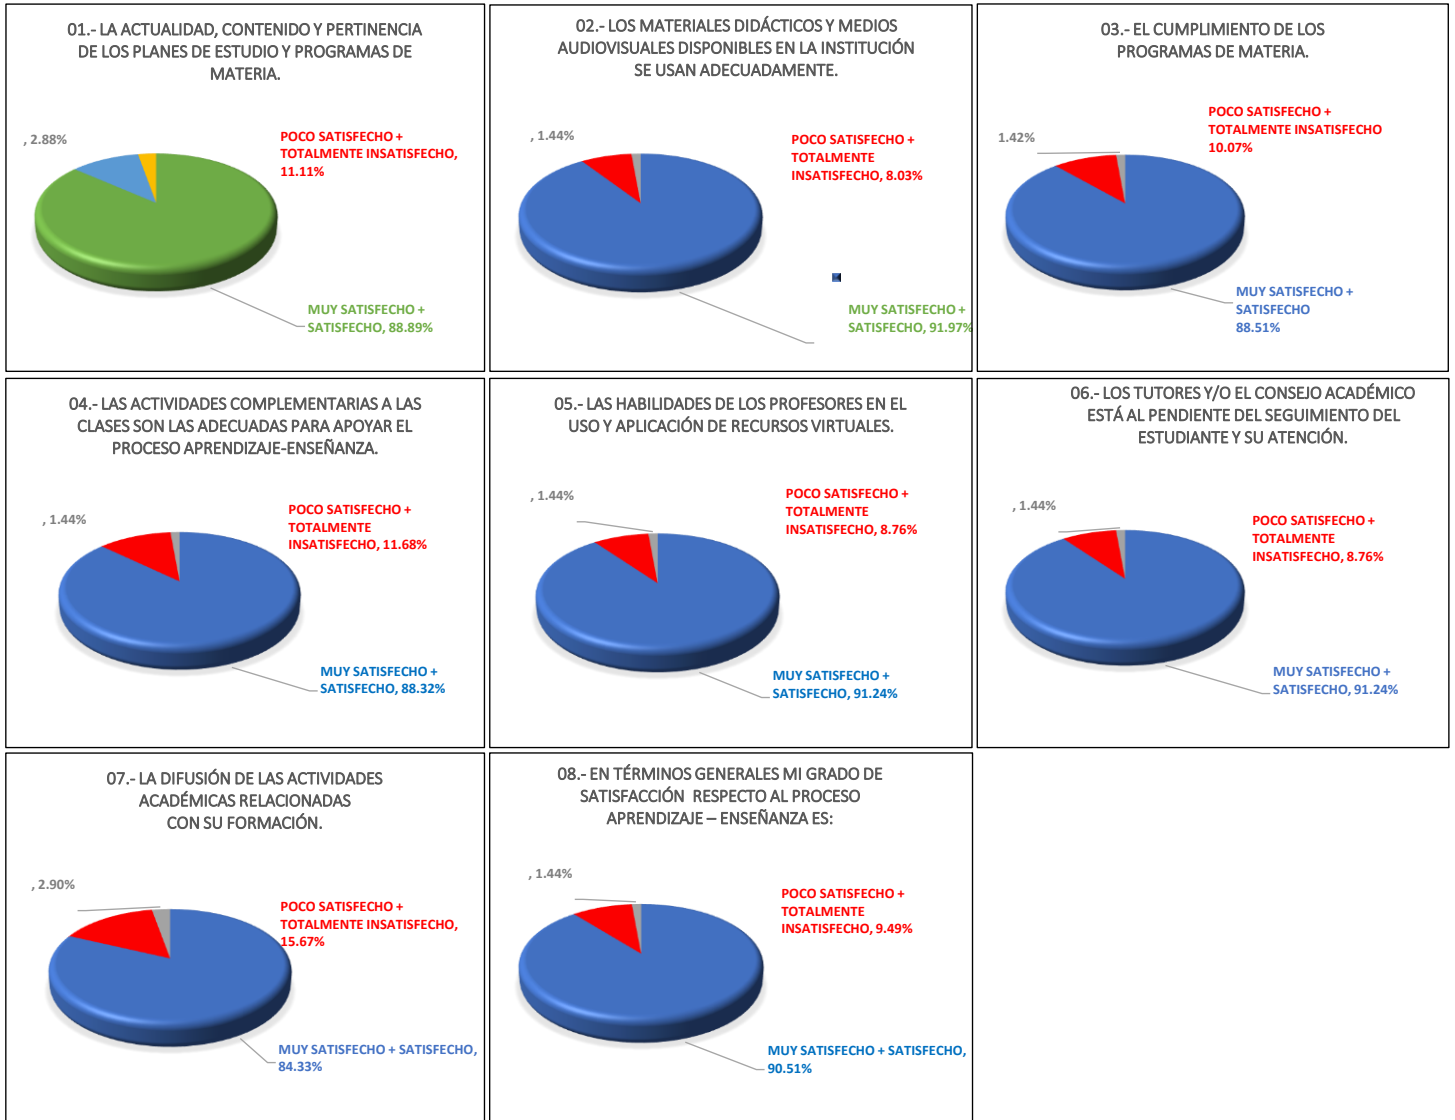 01.- LA ACTUALIDAD, CONTENIDO Y PERTINENCIA
DE LOS PLANES DE ESTUDIO Y PROGRAMAS DE
MATERIA.
, 2.88%
POCO SATISFECHO +
TOTALMENTE INSATISFECHO,
11.11%
MUY SATISFECHO +
SATISFECHO, 88.89%
02.- LOS MATERIALES DIDÁCTICOS Y MEDIOS
AUDIOVISUALES DISPONIBLES EN LA INSTITUCIÓN
SE USAN ADECUADAMENTE.
, 1.44%
POCO SATISFECHO +
TOTALMENTE
INSATISFECHO, 8.03%
MUY SATISFECHO +
SATISFECHO, 91.97%
03.- EL CUMPLIMIENTO DE LOS
PROGRAMAS DE MATERIA.
1.42%
POCO SATISFECHO +
TOTALMENTE INSATISFECHO
10.07%
MUY SATISFECHO +
SATISFECHO
88.51%
04.- LAS ACTIVIDADES COMPLEMENTARIAS A LAS
CLASES SON LAS ADECUADAS PARA APOYAR EL
PROCESO APRENDIZAJE-ENSEÑANZA.
, 1.44%
POCO SATISFECHO +
TOTALMENTE
INSATISFECHO, 11.68%
MUY SATISFECHO +
SATISFECHO, 88.32%
05.- LAS HABILIDADES DE LOS PROFESORES EN EL
USO Y APLICACIÓN DE RECURSOS VIRTUALES.
, 1.44%
POCO SATISFECHO +
TOTALMENTE
INSATISFECHO, 8.76%
MUY SATISFECHO +
SATISFECHO, 91.24%
06.- LOS TUTORES Y/O EL CONSEJO ACADÉMICO
ESTÁ AL PENDIENTE DEL SEGUIMIENTO DEL
ESTUDIANTE Y SU ATENCIÓN.
, 1.44%
POCO SATISFECHO +
TOTALMENTE
INSATISFECHO, 8.76%
MUY SATISFECHO +
SATISFECHO, 91.24%
07.- LA DIFUSIÓN DE LAS ACTIVIDADES
ACADÉMICAS RELACIONADAS
CON SU FORMACIÓN.
, 2.90%
POCO SATISFECHO +
TOTALMENTE INSATISFECHO,
15.67%
MUY SATISFECHO + SATISFECHO,
84.33%
08.- EN TÉRMINOS GENERALES MI GRADO DE
SATISFACCIÓN  RESPECTO AL PROCESO
APRENDIZAJE – ENSEÑANZA ES:
, 1.44%
POCO SATISFECHO +
TOTALMENTE
INSATISFECHO, 9.49%
MUY SATISFECHO + SATISFECHO,
90.51%